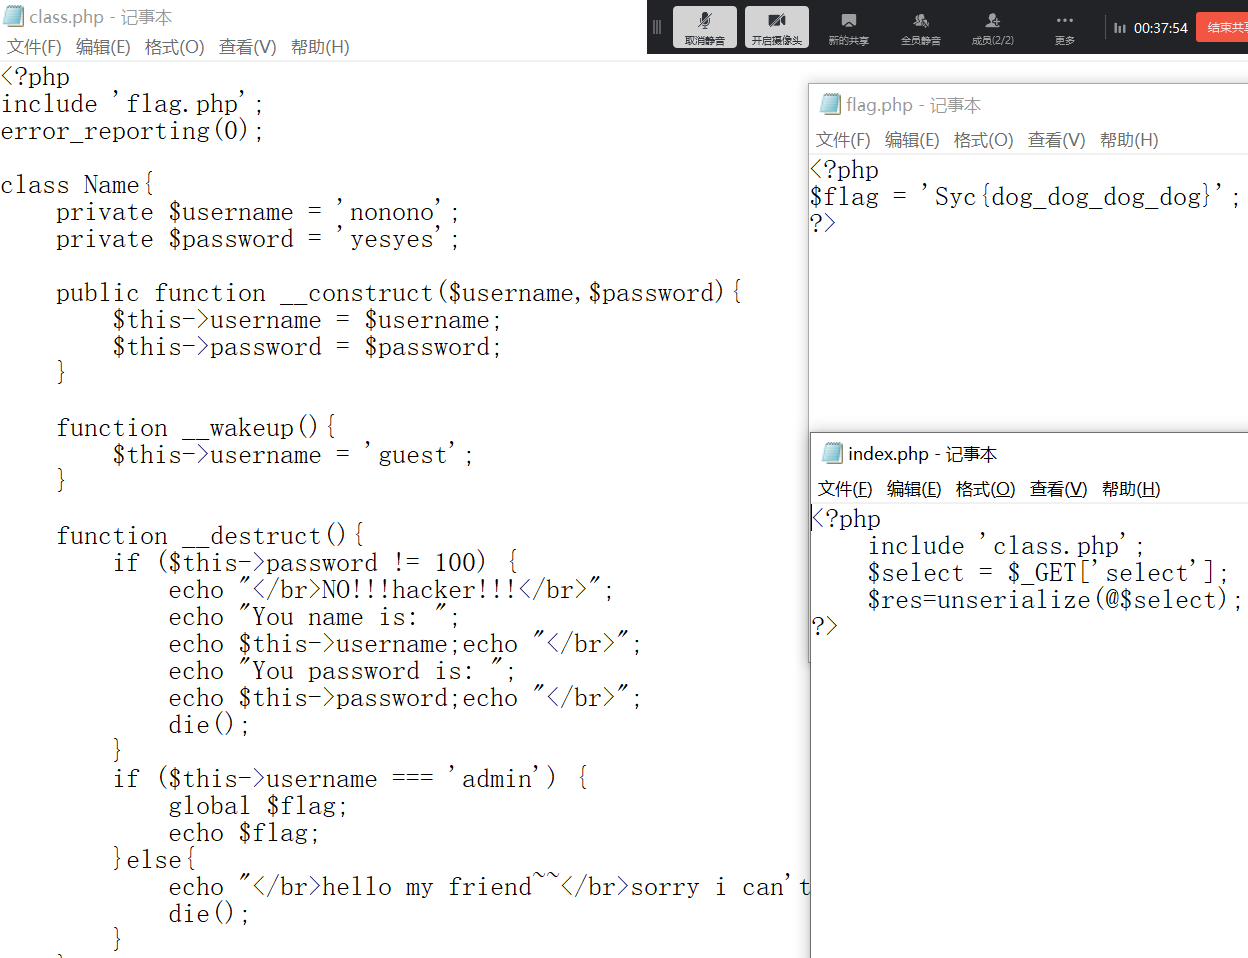 class.php - 记事本
文件(F) 编辑(E) 格式(O) 查看(V) 帮助(H)
<?php
include 'flag.php';
error_reporting(0);
class Name{
    private $username = 'nonono';
    private $password = 'yesyes';
    public function __construct($username,$password){
        $this->username = $username;
        $this->password = $password;
    }
    function __wakeup(){
        $this->username = 'guest';
    }
    function __destruct(){
        if ($this->password != 100) {
            echo "</br>NO!!!hacker!!!</br>";
            echo "You name is: ";
            echo $this->username;echo "</br>";
            echo "You password is: ";
            echo $this->password;echo "</br>";
            die();
        }
        if ($this->username === 'admin') {
            global $flag;
            echo $flag;
        }else{
            echo "</br>hello my friend~~</br>sorry i can't
            die();
        }
取消静音 开启摄像头 新的共享 全员静音 成员(2/2) 更多 00:37:54 结束共享
flag.php - 记事本
文件(F) 编辑(E) 格式(O) 查看(V) 帮助(H)
<?php
$flag = 'Syc{dog_dog_dog_dog}';
?>
index.php - 记事本
文件(F) 编辑(E) 格式(O) 查看(V) 帮助(H)
<?php
    include 'class.php';
    $select = $_GET['select'];
    $res=unserialize(@$select);
?>